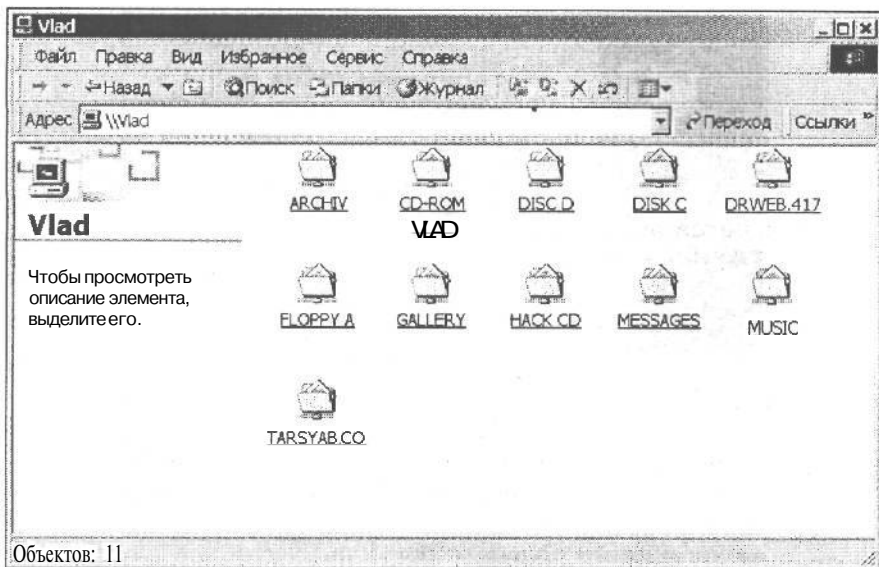 Vlad
Файл Правка Вид Избранное Сервис Справка
Назад Поиск Папки Журнал
Адрес \\Vlad Переход Ссылки »
Vlad
Чтобы просмотреть
описание элемента,
выделите его.
ARCHIV CD-ROM DISC D DISK C DRWEB.417
VLAD
FLOPPY A GALLERY HACK CD MESSAGES MUSIC
TARSYAB.CO
Объектов: 11